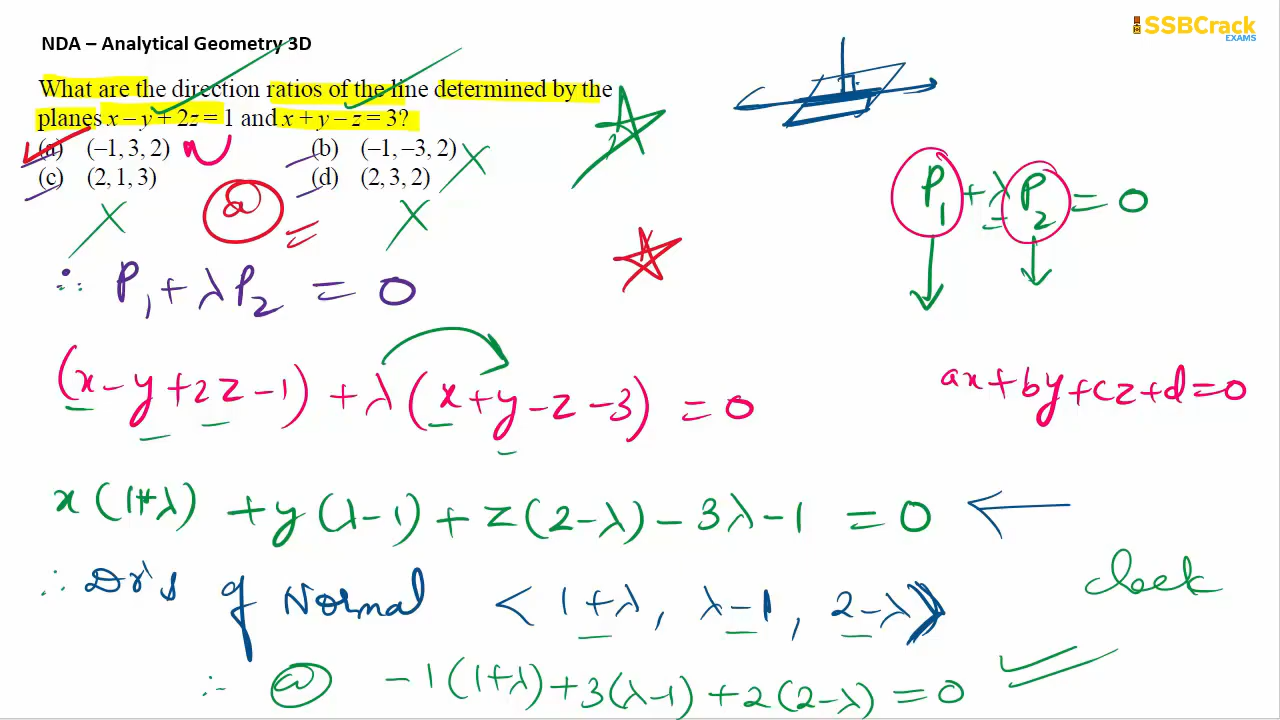 SSBCrack
EXAMS
NDA – Analytical Geometry 3D
What are the direction ratios of the line determined by the
planes x – y + 2z = 1 and x + y – z = 3?
(a) (–1, 3, 2) (b) (–1, –3, 2)
(c) (2, 1, 3) (d) (2, 3, 2)
(a)
P₁ + λ P₂ = 0
∴ P₁ + λ P₂ = 0
(x – y + 2z – 1) + λ (x + y – z – 3) = 0
ax + by + cz + d = 0
x (1 + λ) + y (λ – 1) + z (2 – λ) – 3λ – 1 = 0
∴ Dr's of Normal < 1 + λ, λ – 1, 2 – λ >
check
∴ (a) – 1 (1 + λ) + 3 (λ – 1) + 2 (2 – λ) = 0